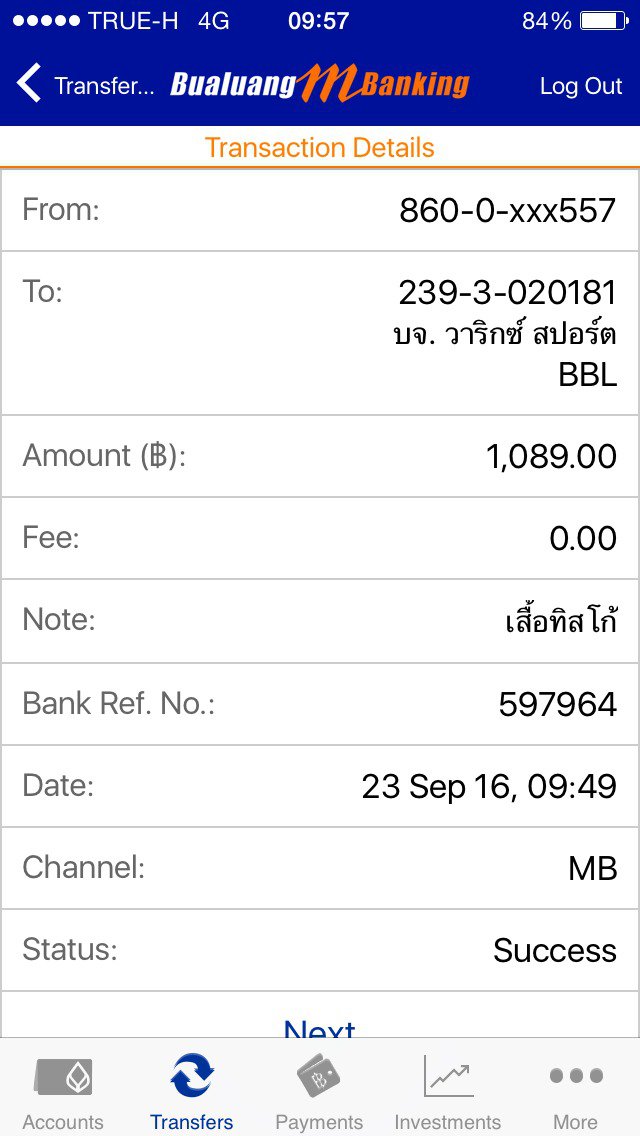 TRUE-H 4G 09:57 84%
Transfer... Bualuang mBanking Log Out
Transaction Details
From: 860-0-xxx557
To: 239-3-020181
บจ. วาริกซ์ สปอร์ต
BBL
Amount (฿): 1,089.00
Fee: 0.00
Note: เสื้อทิสโก้
Bank Ref. No.: 597964
Date: 23 Sep 16, 09:49
Channel: MB
Status: Success
Next
Accounts Transfers Payments Investments More